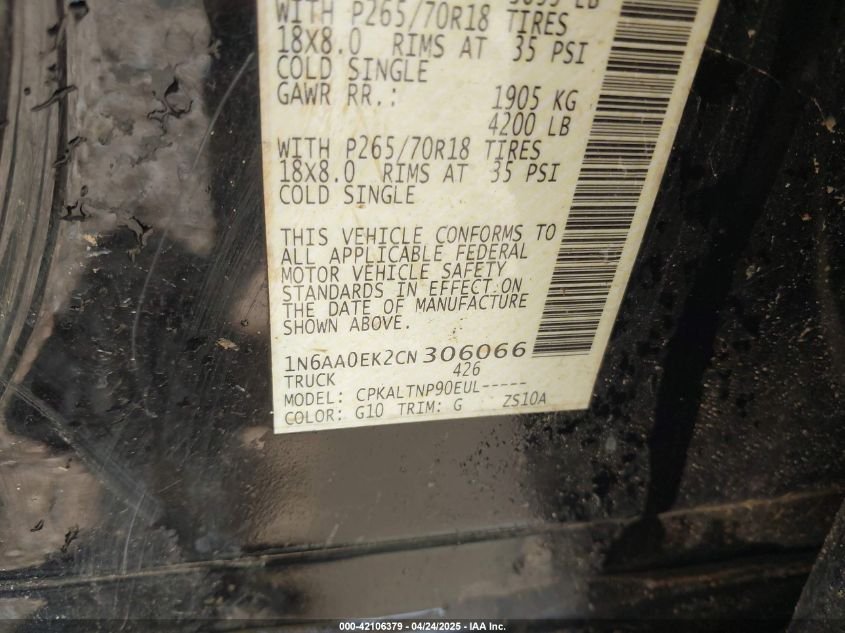 WITH P265/70R18 TIRES
18X8.0 RIMS AT 35 PSI
COLD SINGLE
GAWR RR.: 1905 KG
4200 LB
WITH P265/70R18 TIRES
18X8.0 RIMS AT 35 PSI
COLD SINGLE
THIS VEHICLE CONFORMS TO
ALL APPLICABLE FEDERAL
MOTOR VEHICLE SAFETY
STANDARDS IN EFFECT ON
THE DATE OF MANUFACTURE
SHOWN ABOVE.
1N6AA0EK2CN306066
TRUCK 426
MODEL: CPKALTNP90EUL-----
COLOR: G10 TRIM: G ZS10A
000-42106379 - 04/24/2025 - IAA Inc.